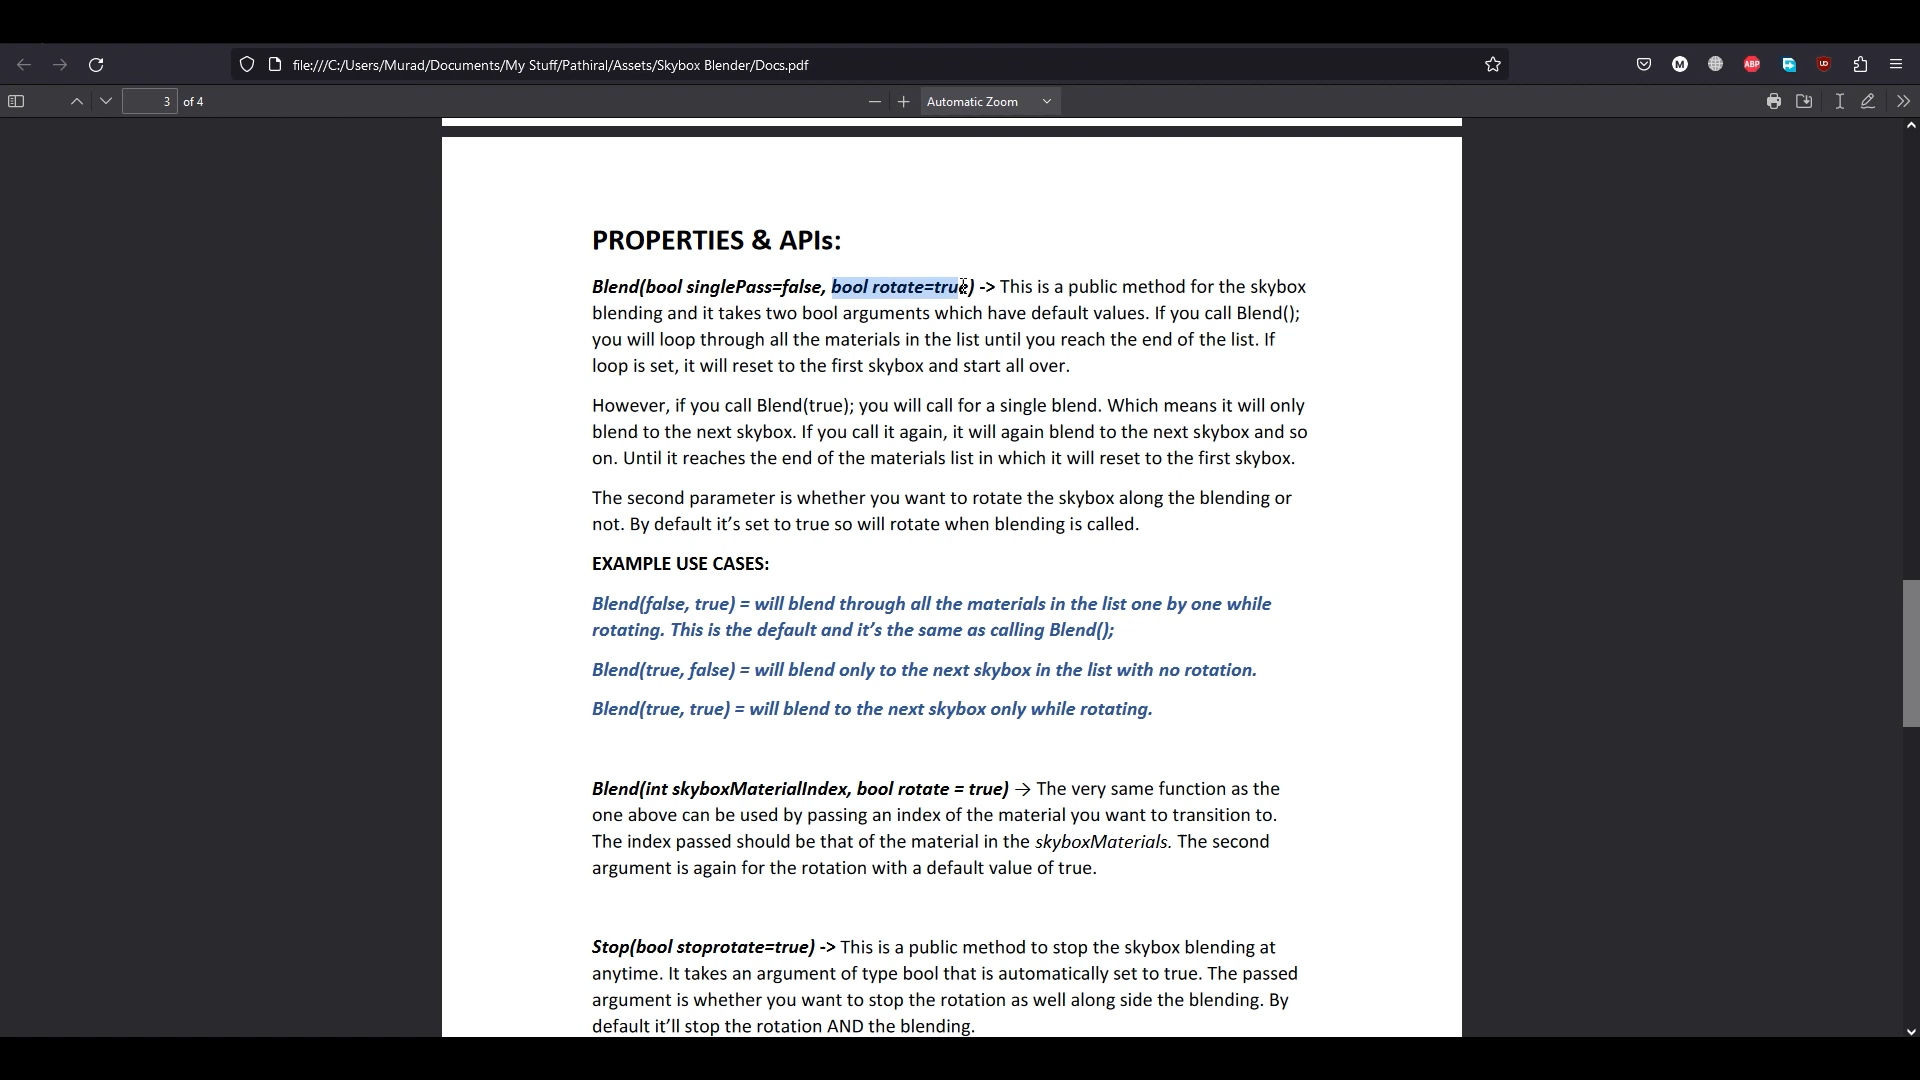 file:///C:/Users/Murad/Documents/My Stuff/Pathiral/Assets/Skybox Blender/Docs.pdf
M
ABP
3 of 4
Automatic Zoom
PROPERTIES & APIs:
Blend(bool singlePass=false, bool rotate=true) -> This is a public method for the skybox
blending and it takes two bool arguments which have default values. If you call Blend();
you will loop through all the materials in the list until you reach the end of the list. If
loop is set, it will reset to the first skybox and start all over.
However, if you call Blend(true); you will call for a single blend. Which means it will only
blend to the next skybox. If you call it again, it will again blend to the next skybox and so
on. Until it reaches the end of the materials list in which it will reset to the first skybox.
The second parameter is whether you want to rotate the skybox along the blending or
not. By default it’s set to true so will rotate when blending is called.
EXAMPLE USE CASES:
Blend(false, true) = will blend through all the materials in the list one by one while
rotating. This is the default and it’s the same as calling Blend();
Blend(true, false) = will blend only to the next skybox in the list with no rotation.
Blend(true, true) = will blend to the next skybox only while rotating.
Blend(int skyboxMaterialIndex, bool rotate = true) → The very same function as the
one above can be used by passing an index of the material you want to transition to.
The index passed should be that of the material in the skyboxMaterials. The second
argument is again for the rotation with a default value of true.
Stop(bool stoprotate=true) -> This is a public method to stop the skybox blending at
anytime. It takes an argument of type bool that is automatically set to true. The passed
argument is whether you want to stop the rotation as well along side the blending. By
default it’ll stop the rotation AND the blending.